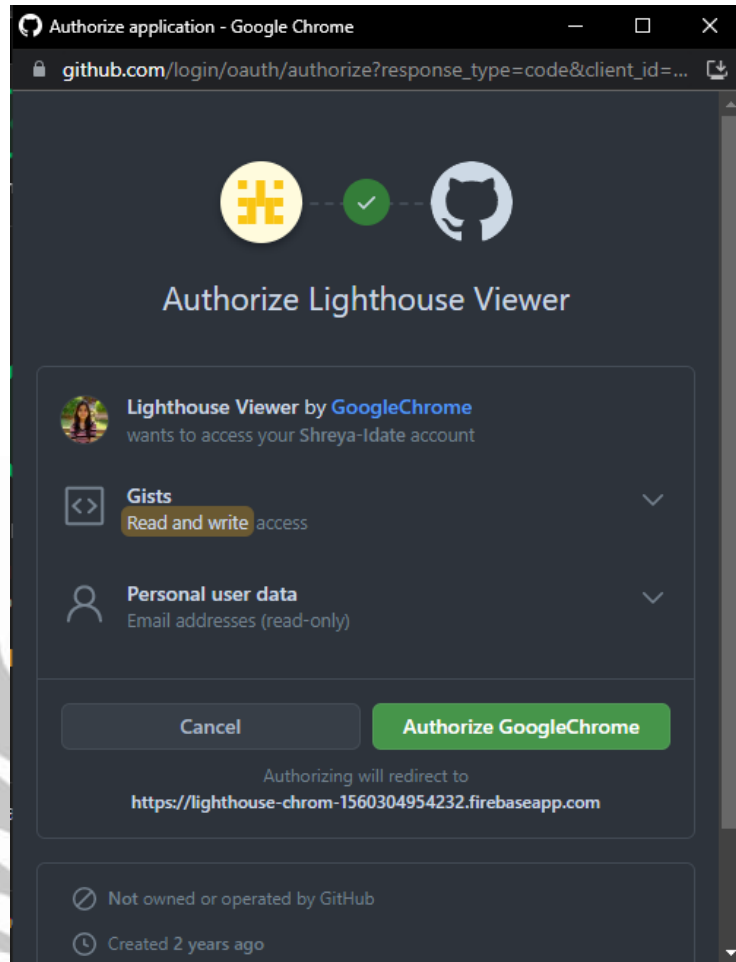 Authorize application - Google Chrome
github.com/login/oauth/authorize?response_type=code&client_id=...
Authorize Lighthouse Viewer
Lighthouse Viewer by GoogleChrome
wants to access your Shreya-Idate account
Gists
Read and write access
Personal user data
Email addresses (read-only)
Cancel
Authorize GoogleChrome
Authorizing will redirect to
https://lighthouse-chrom-1560304954232.firebaseapp.com
Not owned or operated by GitHub
Created 2 years ago